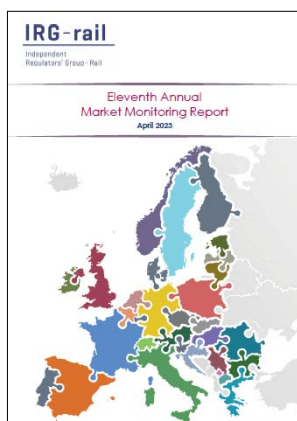 IRG-rail
Independent
Regulators' Group - Rail
Eleventh Annual
Market Monitoring Report
April 2023